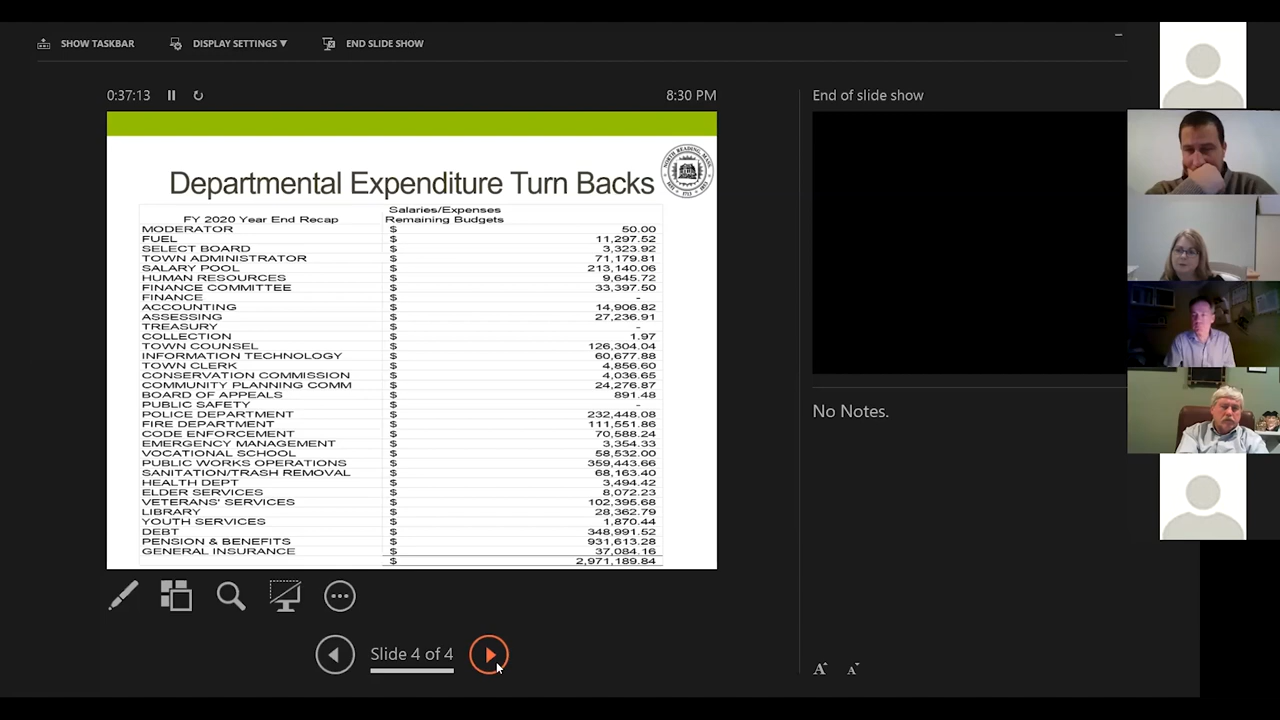 SHOW TASKBAR DISPLAY SETTINGS ▼ END SLIDE SHOW
0:37:13 8:30 PM
End of slide show
Departmental Expenditure Turn Backs
Salaries/Expenses
FY 2020 Year End Recap Remaining Budgets
MODERATOR $ 50.00
FUEL $ 11,297.52
SELECT BOARD $ 3,323.92
TOWN ADMINISTRATOR $ 71,179.81
SALARY POOL $ 213,140.06
HUMAN RESOURCES $ 9,645.72
FINANCE COMMITTEE $ 33,397.50
FINANCE $ -
ACCOUNTING $ 14,906.82
ASSESSING $ 27,236.91
TREASURY $ -
COLLECTION $ 1.97
TOWN COUNSEL $ 126,304.04
INFORMATION TECHNOLOGY $ 60,677.88
TOWN CLERK $ 4,856.60
CONSERVATION COMMISSION $ 4,036.65
COMMUNITY PLANNING COMM $ 24,276.87
BOARD OF APPEALS $ 891.48
PUBLIC SAFETY $ -
POLICE DEPARTMENT $ 232,448.08
FIRE DEPARTMENT $ 111,551.86
CODE ENFORCEMENT $ 70,588.24
EMERGENCY MANAGEMENT $ 3,354.33
VOCATIONAL SCHOOL $ 58,532.00
PUBLIC WORKS OPERATIONS $ 359,443.66
SANITATION/TRASH REMOVAL $ 68,163.40
HEALTH DEPT $ 3,494.42
ELDER SERVICES $ 8,072.23
VETERANS' SERVICES $ 102,395.68
LIBRARY $ 28,362.79
YOUTH SERVICES $ 1,870.44
DEBT $ 348,991.52
PENSION & BENEFITS $ 931,613.28
GENERAL INSURANCE $ 37,084.16
$ 2,971,189.84
No Notes.
Slide 4 of 4
A A